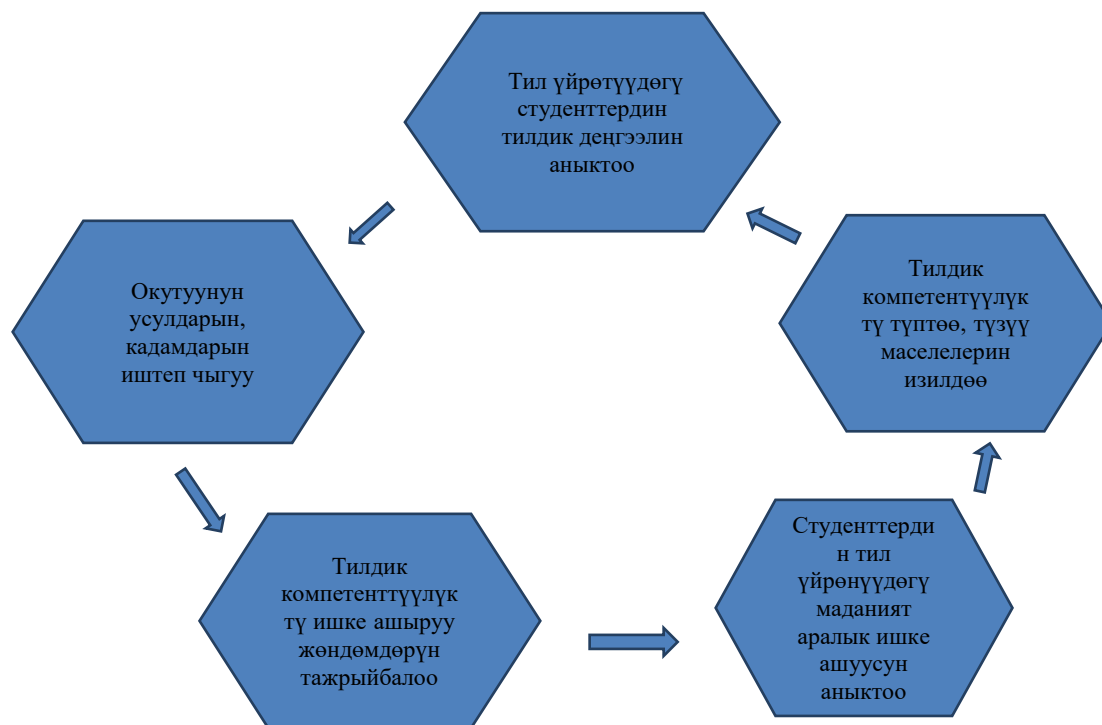 Тил үйрөтүүдөгү
студенттердин
тилдик деңгээлин
аныктоо
Окутуунун
усулдарын,
кадамдарын
иштеп чыгуу
Тилдик
компетенттүүлүк
тү ишке ашыруу
жөндөмдөрүн
тажрыйбалоо
Студенттерди
н тил
үйрөнүүдөгү
маданият
аралык ишке
ашуусун
аныктоо
Тилдик
компетентүүлүк
тү түптөө, түзүү
маселелерин
изилдөө